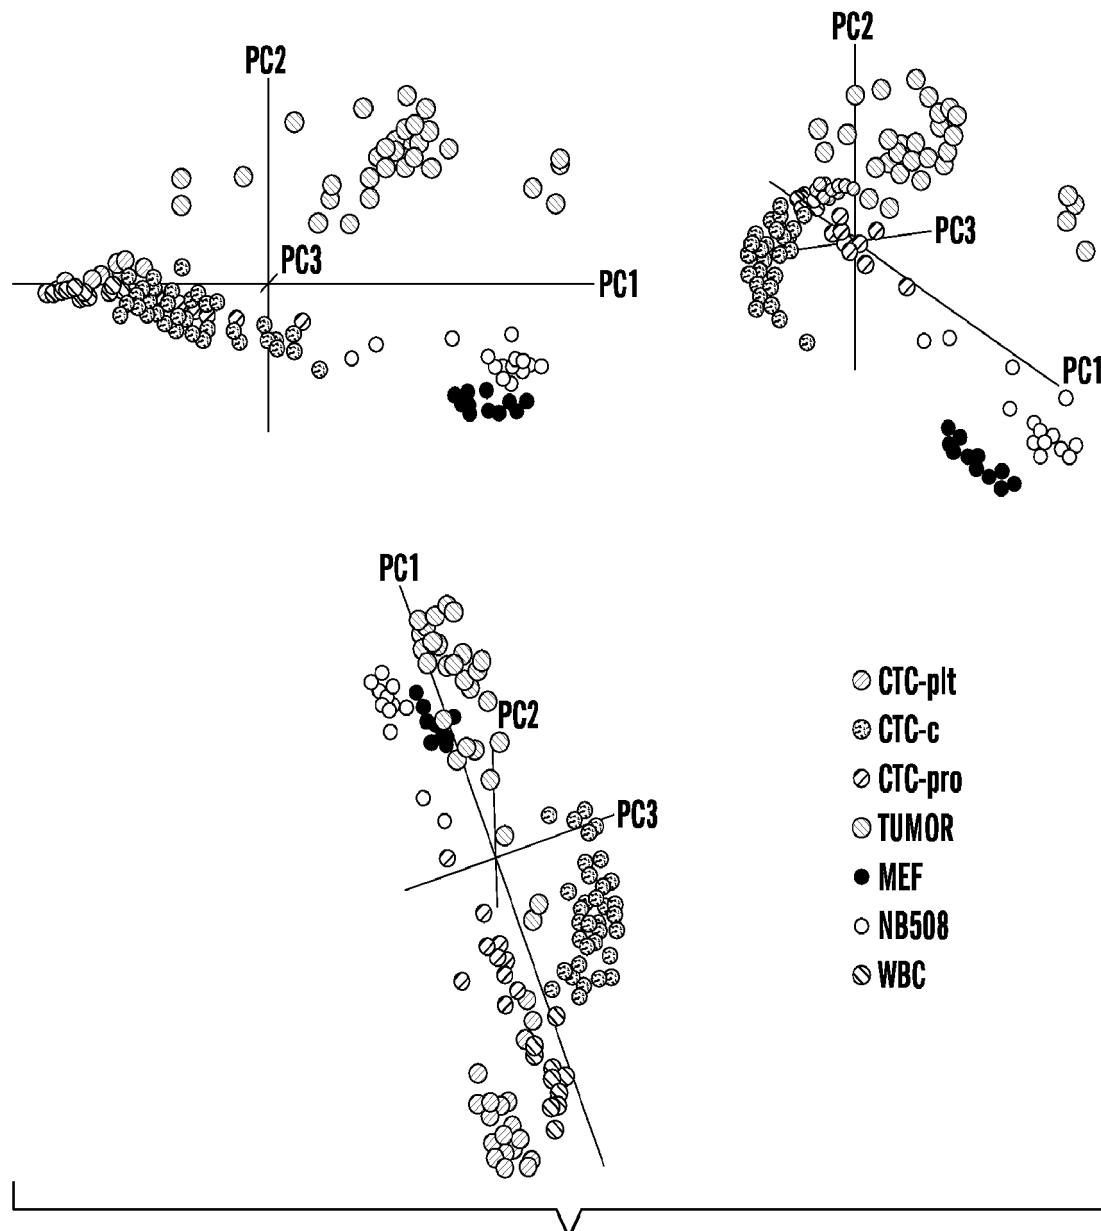 PC2
PC3
PC1
PC2
PC3
PC1
PC1
PC2
PC3
CTC-plt
CTC-c
CTC-pro
TUMOR
MEF
NB508
WBC